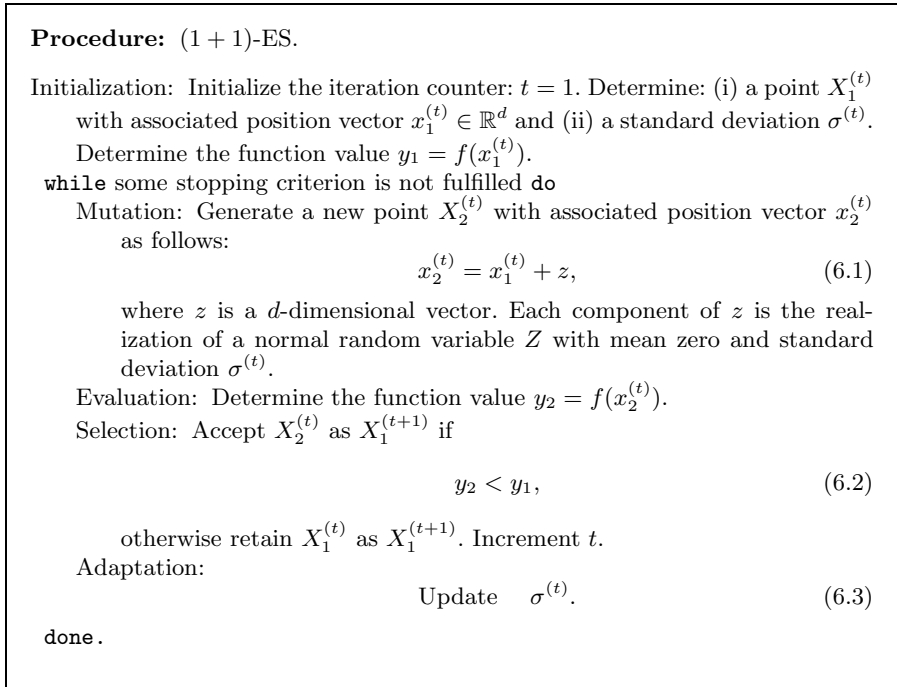 Procedure: (1 + 1)-ES.
Initialization: Initialize the iteration counter: t = 1. Determine: (i) a point X_1^{(t)}
with associated position vector x_1^{(t)} ∈ ℝ^d and (ii) a standard deviation σ^{(t)}.
Determine the function value y_1 = f(x_1^{(t)}).
while some stopping criterion is not fulfilled do
Mutation: Generate a new point X_2^{(t)} with associated position vector x_2^{(t)}
as follows:
x_2^{(t)} = x_1^{(t)} + z, (6.1)
where z is a d-dimensional vector. Each component of z is the real-
ization of a normal random variable Z with mean zero and standard
deviation σ^{(t)}.
Evaluation: Determine the function value y_2 = f(x_2^{(t)}).
Selection: Accept X_2^{(t)} as X_1^{(t+1)} if
y_2 < y_1, (6.2)
otherwise retain X_1^{(t)} as X_1^{(t+1)}. Increment t.
Adaptation:
Update σ^{(t)}. (6.3)
done.